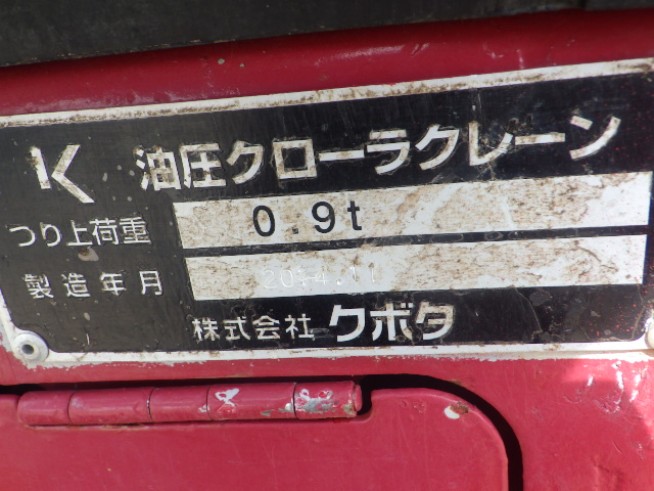 油圧クローラクレーン
つり上荷重 0.9t
製造年月
株式会社 クボタ